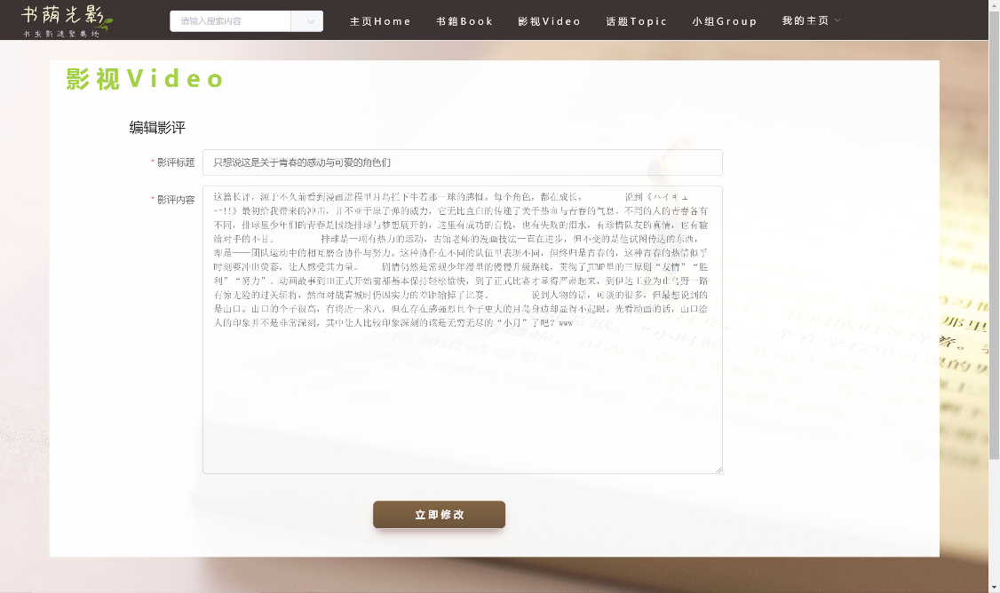 书荫光影
书虫影迷聚集地
请输入搜索内容
主页Home
书籍Book
影视Video
话题Topic
小组Group
我的主页
影视Video
编辑影评
* 影评标题
只想说这是关于青春的感动与可爱的角色们
* 影评内容
这篇长评，源于不久前看到漫画进程里月岛拦下牛若那一球的感慨。每个角色，都在成长。 说到《ハイキュ
ー!!》最初给我带来的冲击，并不亚于原子弹的威力，它无比直白的传递了关于热血与青春的气息。不同的人的青春各有
不同，排球里少年们的青春是围绕排球与梦想展开的，这里有成功的喜悦，也有失败的泪水，有珍惜队友的真情，也有输
给对手的不甘。 排球是一项有热力的运动，古馆老师的漫画技法一直在进步，但不变的是他试图传达的东西，
即是——团队运动中的相互磨合协作与努力。这种协作在不同的队伍里表现不同，但终归是青春的，这种青春的热情似乎
时刻要冲出荧幕，让人感受其力量。 剧情仍然是常规少年漫里的慢慢升级路线，贯彻了JUMP里的三原则“友情”“胜
利”“努力”。动画故事到IH正式开始前都基本保持轻松愉快，到了正式比赛才显得严肃起来，到伊达工业为止乌野一路
有惊无险的过关斩将，然而对战青城时仍因实力的差距输掉了比赛。 说到人物的话，可谈的很多，但最想说到的
是山口。山口的个子很高，有将近一米八，但在存在感强烈且个子更大的月岛身边却显得不起眼。光看动画的话，山口给
人的印象并不是非常深刻，其中让人比较印象深刻的该是无穷无尽的“小月”了吧？www
立即修改